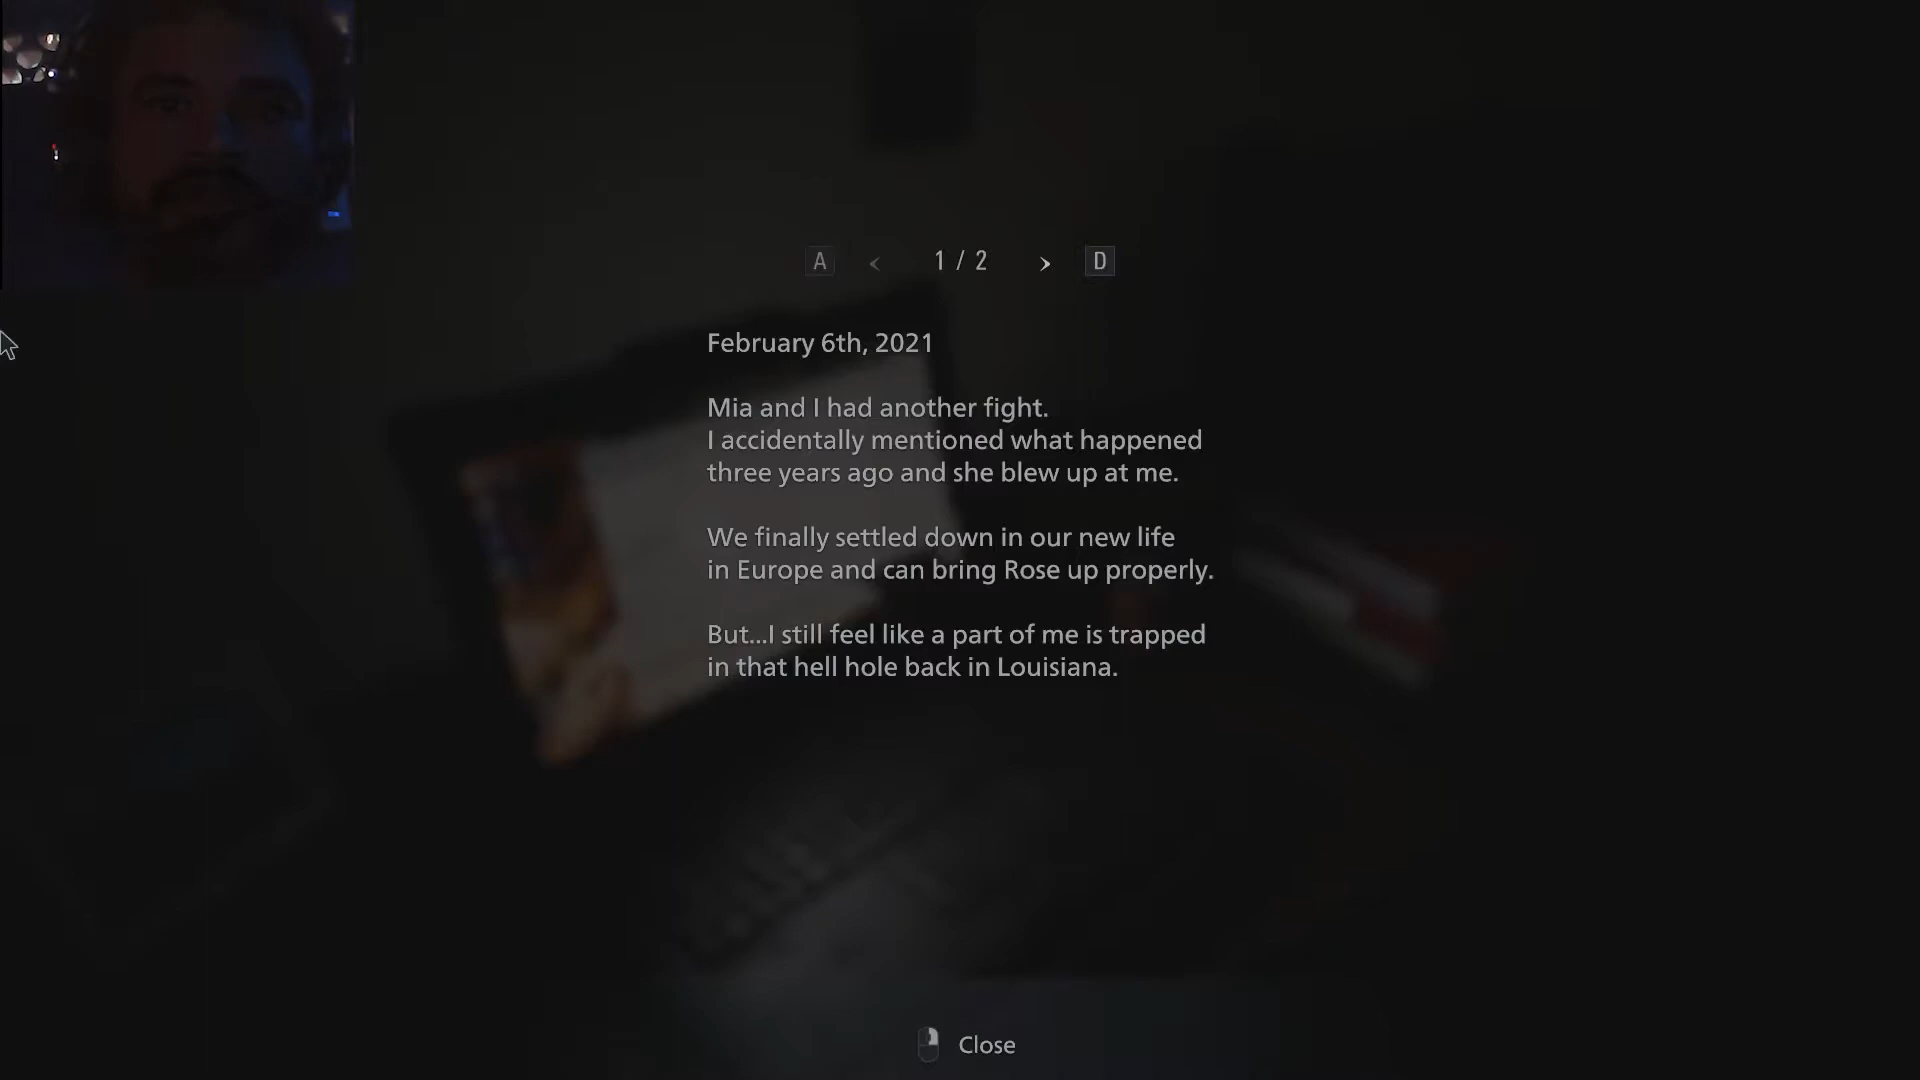 A < 1 / 2 > D
February 6th, 2021
Mia and I had another fight.
I accidentally mentioned what happened
three years ago and she blew up at me.
We finally settled down in our new life
in Europe and can bring Rose up properly.
But...I still feel like a part of me is trapped
in that hell hole back in Louisiana.
Close